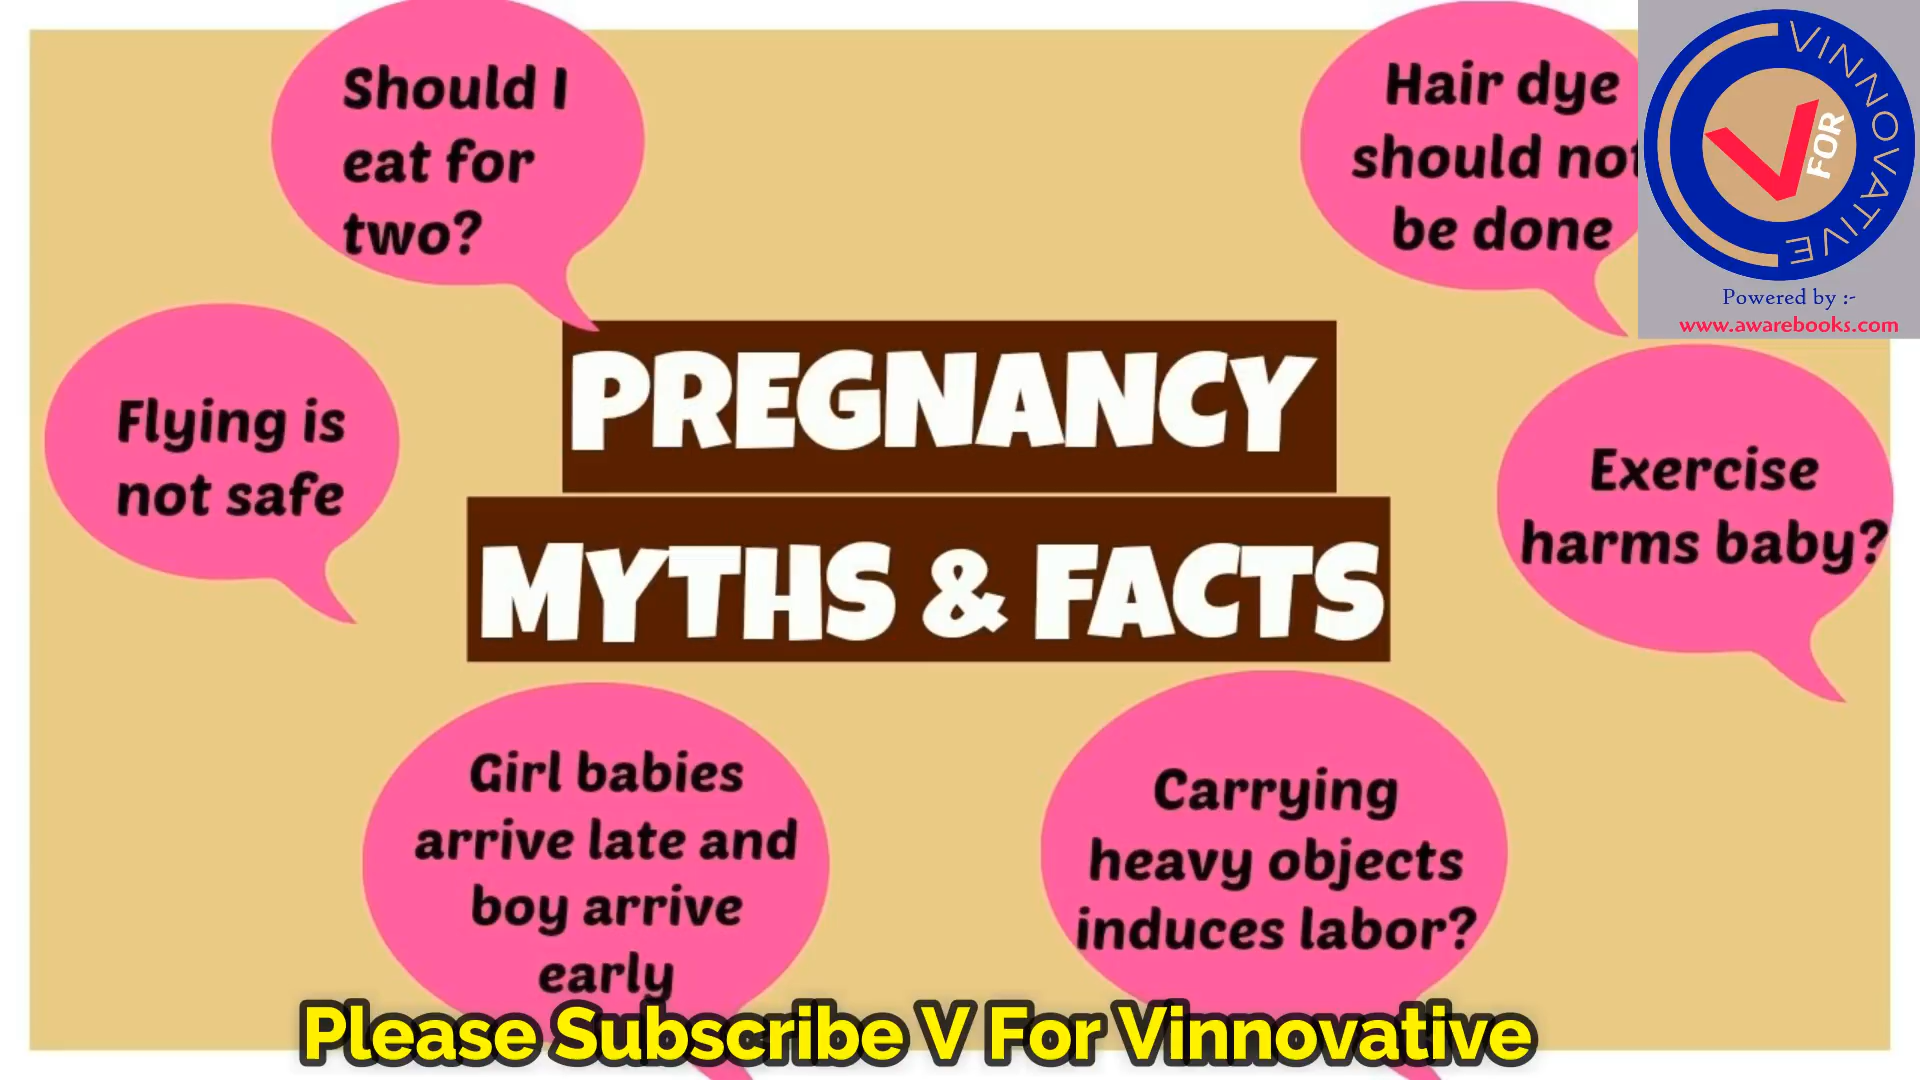 Should I
eat for
two?
Hair dye
should not
be done
VINNOVATIVE
V FOR
Powered by :-
www.awarebooks.com
Flying is
not safe
PREGNANCY
MYTHS & FACTS
Exercise
harms baby?
Girl babies
arrive late and
boy arrive
early
Carrying
heavy objects
induces labor?
Please Subscribe V For Vinnovative